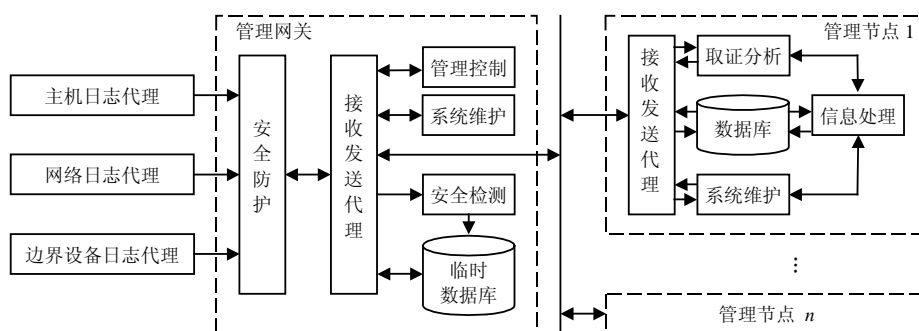 管理网关
管理节点 1
主机日志代理
网络日志代理
边界设备日志代理
安全防护
接收发送代理
管理控制
系统维护
安全检测
临时
数据库
接收发送代理
取证分析
数据库
系统维护
信息处理
⋮
管理节点 n